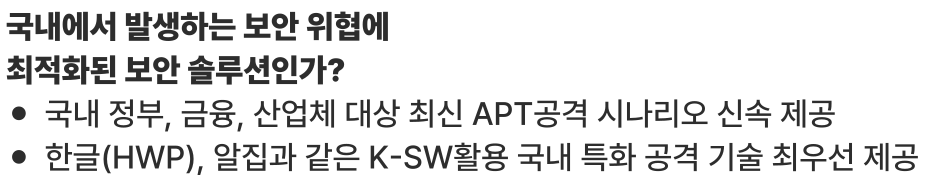 국내에서 발생하는 보안 위협에
최적화된 보안 솔루션인가?
• 국내 정부, 금융, 산업체 대상 최신 APT공격 시나리오 신속 제공
• 한글(HWP), 알집과 같은 K-SW활용 국내 특화 공격 기술 최우선 제공